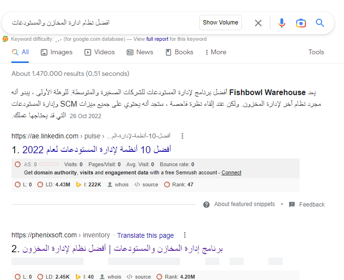 افضل نظام ادارة المخازن والمستودعات
Show Volume
Keyword difficulty: _._ (for google.com database) — View full report for this keyword
All Images Videos News Books More Tools
About 1.470.000 results (0,51 seconds)
يعد Fishbowl Warehouse أفضل برنامج لإدارة المستودعات للشركات الصغيرة والمتوسطة. للوهلة الأولى ، يبدو أنه
مجرد نظام آخر لإدارة المخزون. ولكن عند إلقاء نظرة فاحصة ، ستجد أنه يحتوي على جميع ميزات SCM وإدارة المستودعات
التي قد يحتاجها عملك. 26 Oct 2022
https://ae.linkedin.com › pulse › أفضل-10-أنظمة-لإدارة-الم...
1. أفضل 10 أنظمة لإدارة المستودعات لعام 2022
AS: 0 Visits: 0 Pages/Visit: 0 Avg. Visit: 0 Bounce rate: 0
Get domain authority, visits and engagement data with a free Semrush account - Connect
L: 0 LD: 4.43M I: 222K whois source Rank: 47
About featured snippets • Feedback
https://phenixsoft.com › inventory Translate this page
2. برنامج إدارة المخازن والمستودعات | أفضل نظام لإدارة المخزون
L: 0 LD: 2.45K I: 40 whois source Rank: 4.20M